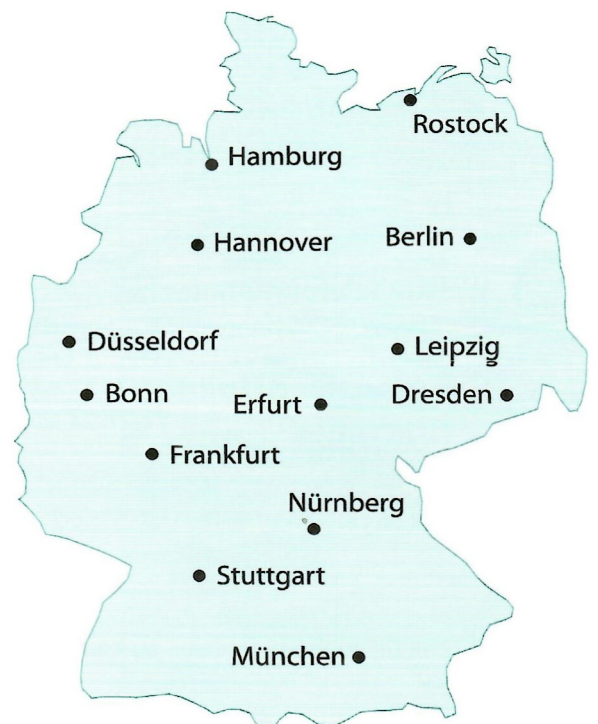 Rostock
Hamburg
Hannover
Berlin
Düsseldorf
Leipzig
Bonn
Erfurt
Dresden
Frankfurt
Nürnberg
Stuttgart
München